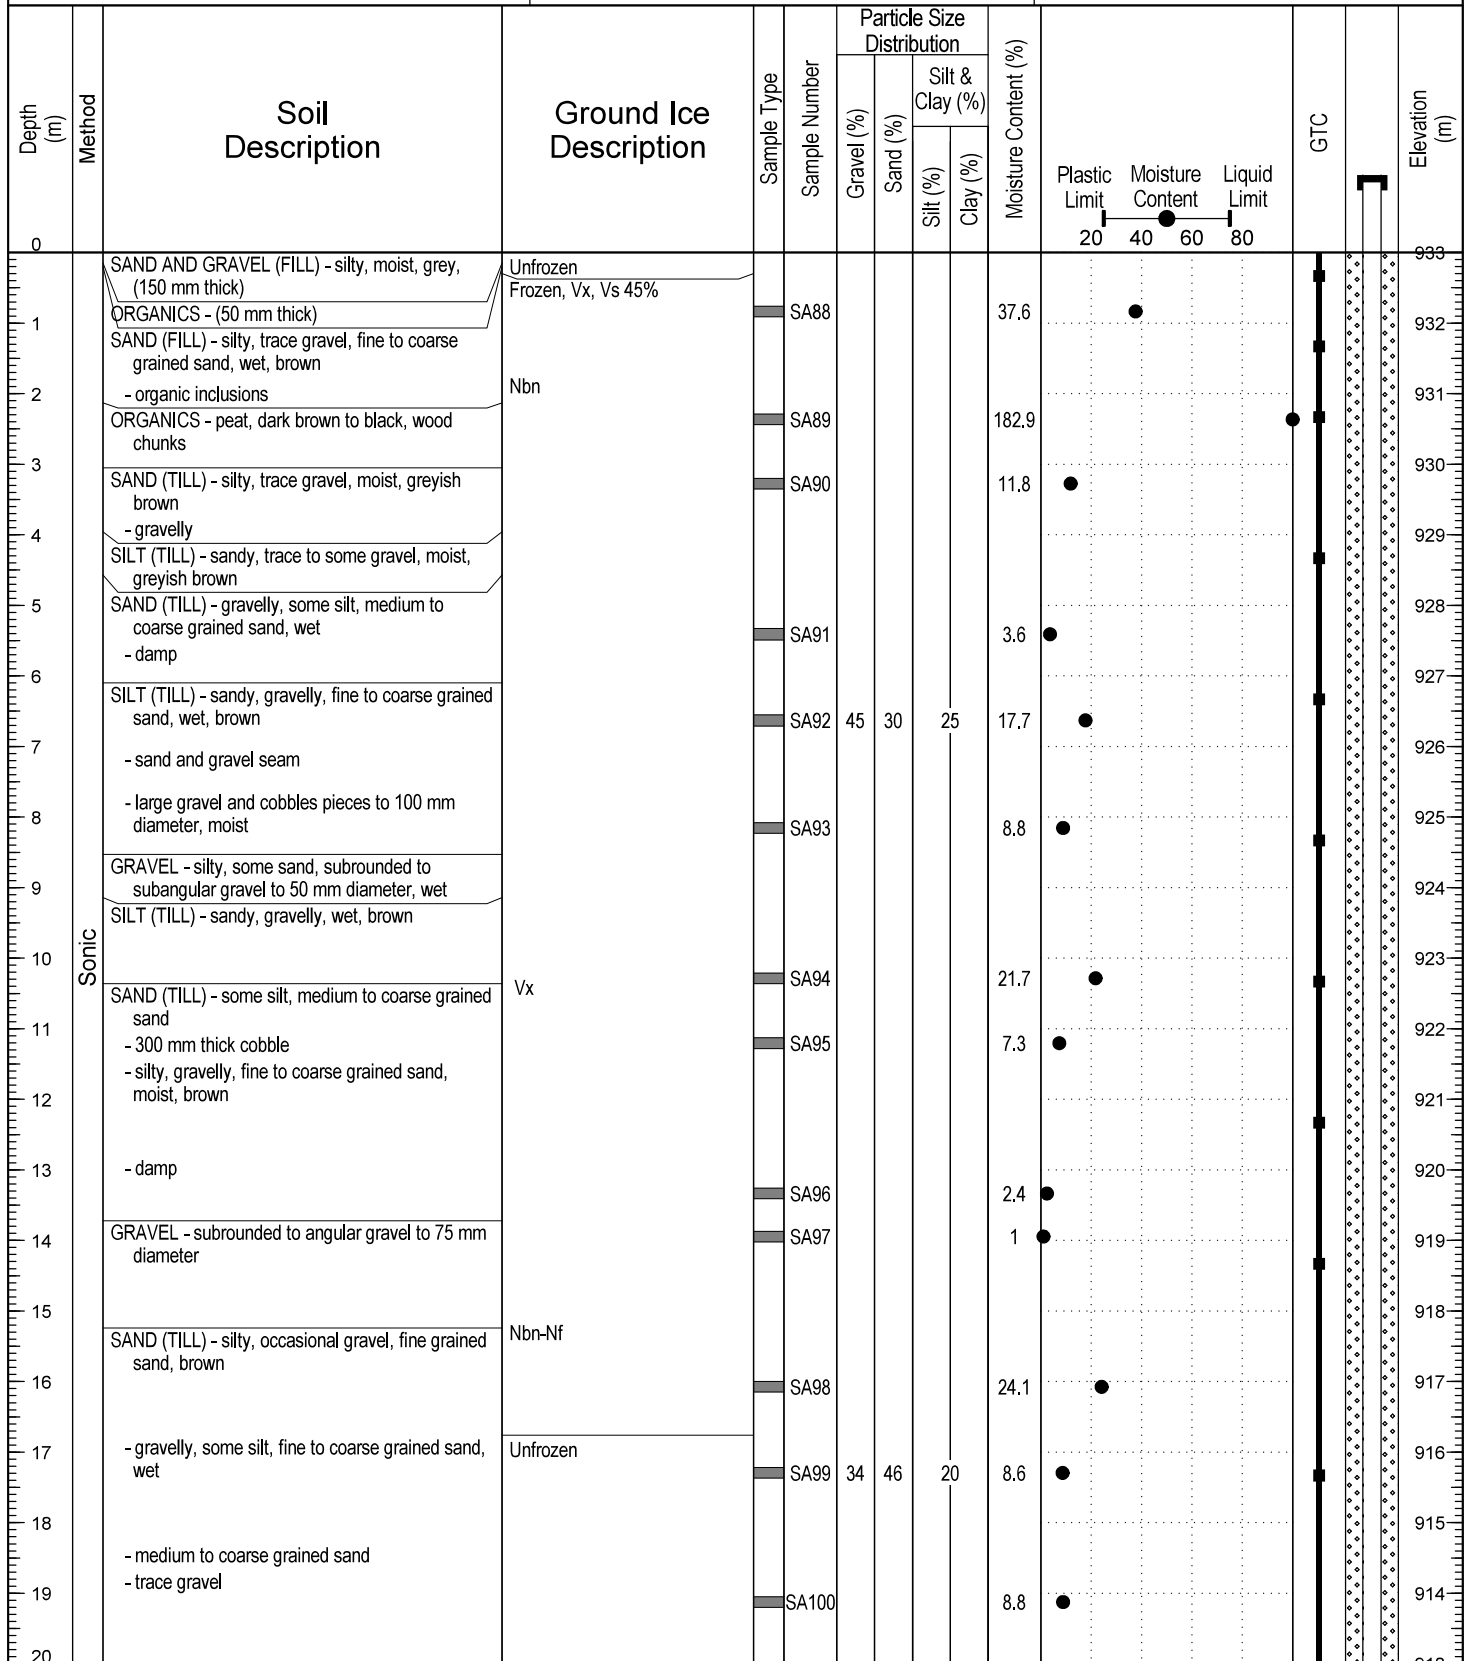 Depth (m)
Method
Soil Description
Ground Ice Description
Sample Type
Sample Number
Particle Size Distribution
Gravel (%)
Sand (%)
Silt & Clay (%)
Silt (%)
Clay (%)
Moisture Content (%)
Plastic Limit
Moisture Content
Liquid Limit
20 40 60 80
GTC
Elevation (m)
0
933
SAND AND GRAVEL (FILL) - silty, moist, grey,
(150 mm thick)
Unfrozen
Frozen, Vx, Vs 45%
ORGANICS - (50 mm thick)
SA88 37.6
1
932
SAND (FILL) - silty, trace gravel, fine to coarse
grained sand, wet, brown
- organic inclusions
Nbn
2
931
ORGANICS - peat, dark brown to black, wood
chunks
SA89 182.9
3
930
SAND (TILL) - silty, trace gravel, moist, greyish
brown
SA90 11.8
- gravelly
4
929
SILT (TILL) - sandy, trace to some gravel, moist,
greyish brown
5
928
SAND (TILL) - gravelly, some silt, medium to
coarse grained sand, wet
SA91 3.6
- damp
6
927
SILT (TILL) - sandy, gravelly, fine to coarse grained
sand, wet, brown
SA92 45 30 25 17.7
7
926
- sand and gravel seam
- large gravel and cobbles pieces to 100 mm
diameter, moist
8
925
SA93 8.8
GRAVEL - silty, some sand, subrounded to
subangular gravel to 50 mm diameter, wet
9
924
SILT (TILL) - sandy, gravelly, wet, brown
Sonic
10
923
SA94 21.7
SAND (TILL) - some silt, medium to coarse grained
sand
Vx
11
922
- 300 mm thick cobble
SA95 7.3
- silty, gravelly, fine to coarse grained sand,
moist, brown
12
921
- damp
13
920
SA96 2.4
GRAVEL - subrounded to angular gravel to 75 mm
diameter
SA97 1
14
919
15
918
SAND (TILL) - silty, occasional gravel, fine grained
sand, brown
Nbn-Nf
16
917
SA98 24.1
- gravelly, some silt, fine to coarse grained sand,
wet
Unfrozen
17
916
SA99 34 46 20 8.6
18
915
- medium to coarse grained sand
- trace gravel
19
914
SA100 8.8
20